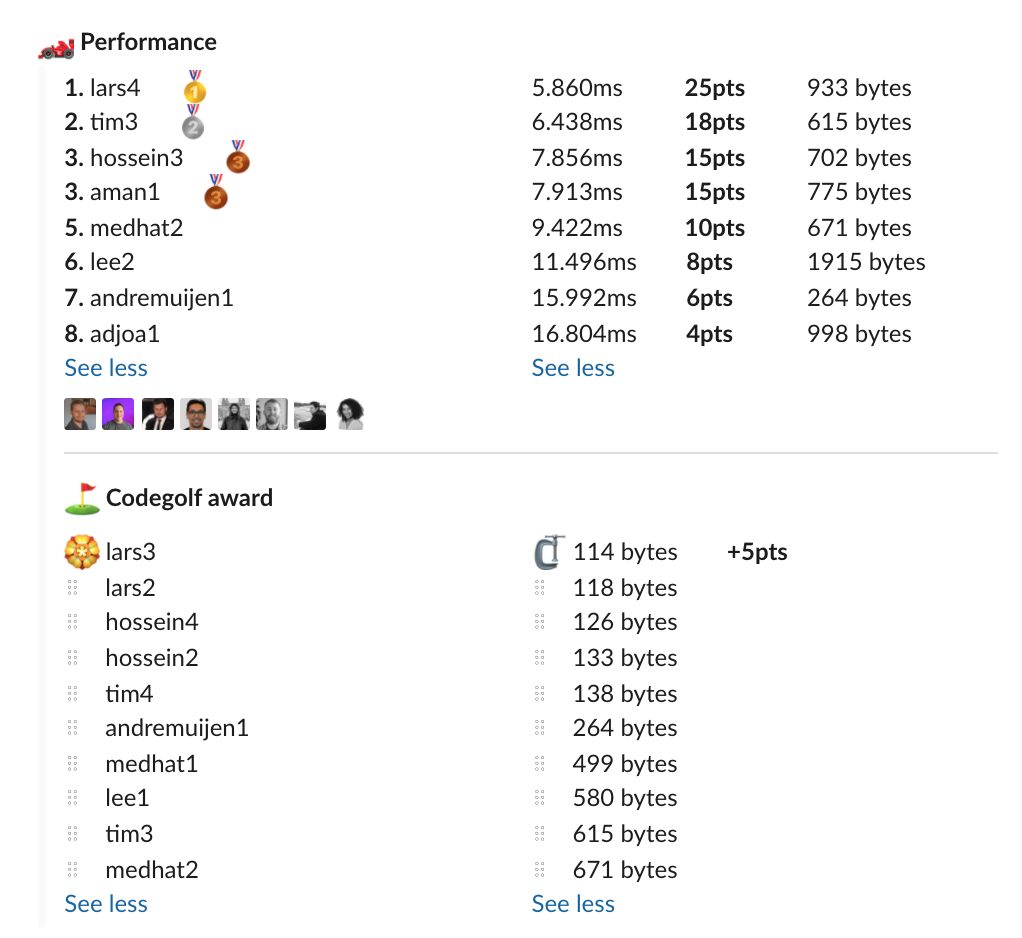 Performance
1. lars4 5.860ms 25pts 933 bytes
2. tim3 6.438ms 18pts 615 bytes
3. hossein3 7.856ms 15pts 702 bytes
3. aman1 7.913ms 15pts 775 bytes
5. medhat2 9.422ms 10pts 671 bytes
6. lee2 11.496ms 8pts 1915 bytes
7. andremuijen1 15.992ms 6pts 264 bytes
8. adjoa1 16.804ms 4pts 998 bytes
See less See less
Codegolf award
lars3 114 bytes +5pts
lars2 118 bytes
hossein4 126 bytes
hossein2 133 bytes
tim4 138 bytes
andremuijen1 264 bytes
medhat1 499 bytes
lee1 580 bytes
tim3 615 bytes
medhat2 671 bytes
See less See less